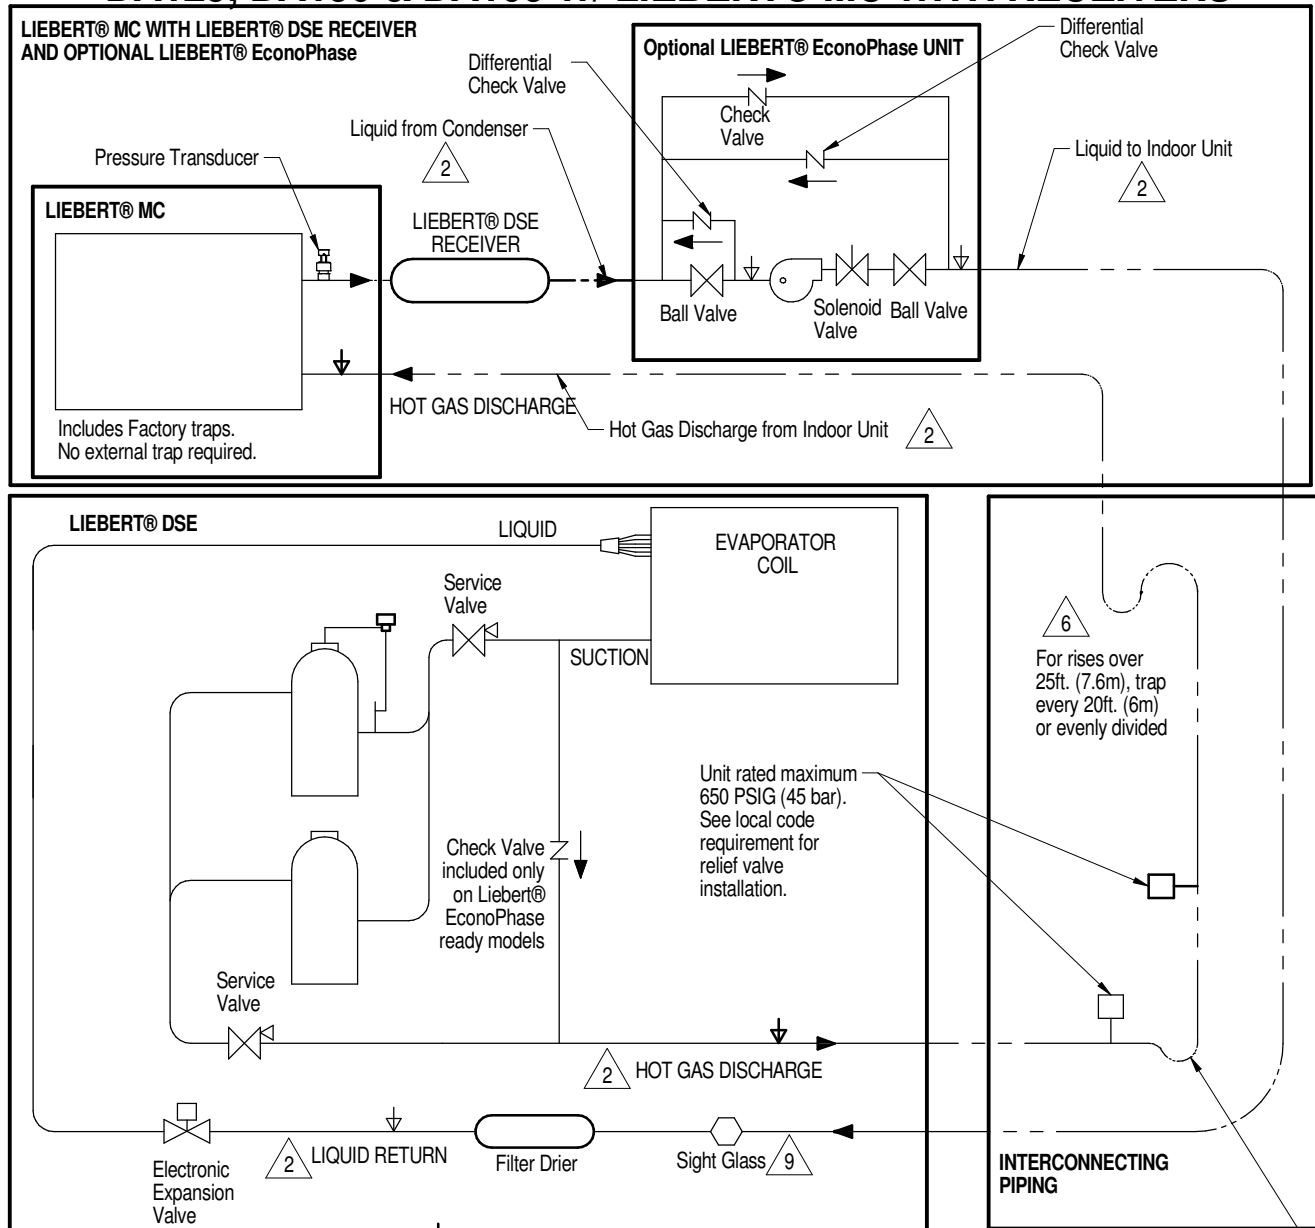 LIEBERT® MC WITH LIEBERT® DSE RECEIVER
AND OPTIONAL LIEBERT® EconoPhase
Differential
Check Valve
Optional LIEBERT® EconoPhase UNIT
Differential
Check Valve
Check
Valve
Liquid from Condenser
2
Pressure Transducer
Liquid to Indoor Unit
2
LIEBERT® MC
LIEBERT® DSE
RECEIVER
Ball Valve
Solenoid
Valve
Ball Valve
HOT GAS DISCHARGE
Hot Gas Discharge from Indoor Unit
2
Includes Factory traps.
No external trap required.
LIEBERT® DSE
LIQUID
EVAPORATOR
COIL
Service
Valve
SUCTION
6
For rises over
25ft. (7.6m), trap
every 20ft. (6m)
or evenly divided
Unit rated maximum
650 PSIG (45 bar).
See local code
requirement for
relief valve
installation.
Check Valve
included only
on Liebert®
EconoPhase
ready models
Service
Valve
2
HOT GAS DISCHARGE
Electronic
Expansion
Valve
2
LIQUID RETURN
Filter Drier
Sight Glass
9
INTERCONNECTING
PIPING